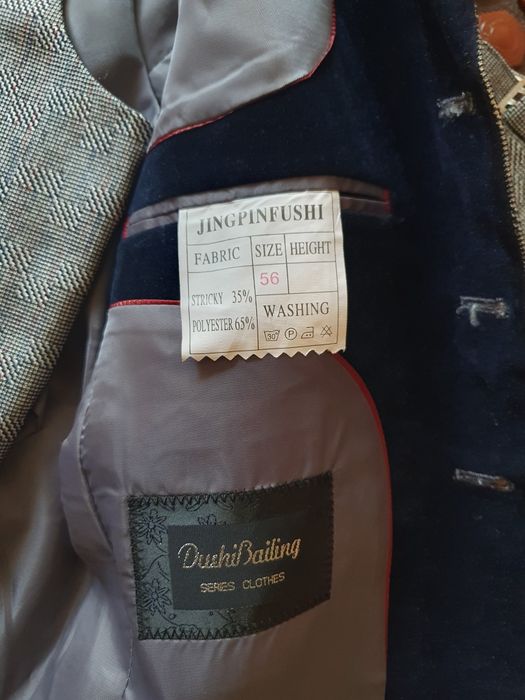 JINGPINFUSHI
FABRIC SIZE HEIGHT
56
STRICKY 35%
POLYESTER 65% WASHING
30 P
DushiBailing
SERIES CLOTHES